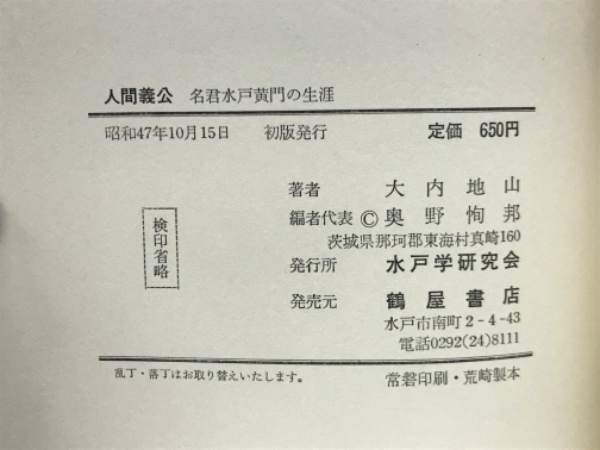 人間義公 名君水戸黄門の生涯
昭和47年10月15日 初版発行 定価 650円
著者 大内地山
編者代表 ©奥野恂邦
茨城県那珂郡東海村真崎160
検印省略
発行所 水戸学研究会
発売元 鶴屋書店
水戸市南町2-4-43
電話0292(24)8111
乱丁・落丁はお取り替えいたします。
常磐印刷・荒崎製本